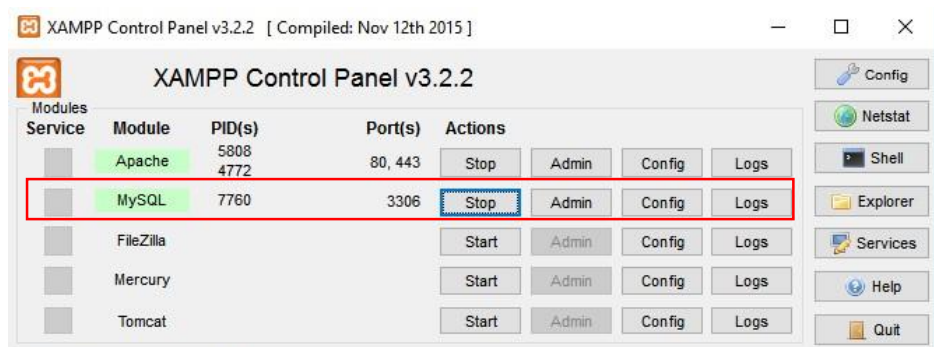 XAMPP Control Panel v3.2.2 [ Compiled: Nov 12th 2015 ]
XAMPP Control Panel v3.2.2
Config
Modules
Service Module PID(s) Port(s) Actions
Netstat
Apache 5808 4772 80, 443 Stop Admin Config Logs
Shell
MySQL 7760 3306 Stop Admin Config Logs
Explorer
FileZilla Start Admin Config Logs
Services
Mercury Start Admin Config Logs
Help
Tomcat Start Admin Config Logs
Quit